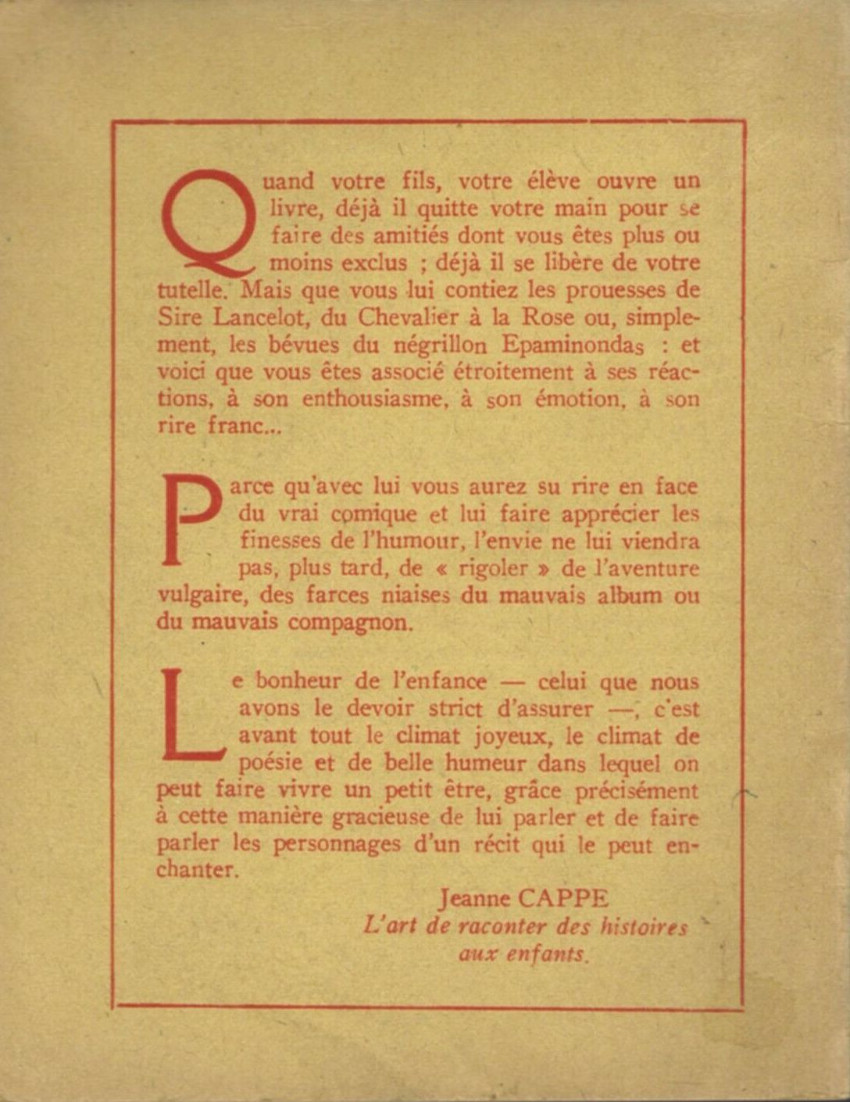 Quand votre fils, votre élève ouvre un
livre, déjà il quitte votre main pour se
faire des amitiés dont vous êtes plus ou
moins exclus ; déjà il se libère de votre
tutelle. Mais que vous lui contiez les prouesses de
Sire Lancelot, du Chevalier à la Rose ou, simple-
ment, les bévues du négrillon Epaminondas : et
voici que vous êtes associé étroitement à ses réac-
tions, à son enthousiasme, à son émotion, à son
rire franc...
Parce qu'avec lui vous aurez su rire en face
du vrai comique et lui faire apprécier les
finesses de l'humour, l'envie ne lui viendra
pas, plus tard, de « rigoler » de l'aventure
vulgaire, des farces niaises du mauvais album ou
du mauvais compagnon.
Le bonheur de l'enfance — celui que nous
avons le devoir strict d'assurer —, c'est
avant tout le climat joyeux, le climat de
poésie et de belle humeur dans lequel on
peut faire vivre un petit être, grâce précisément
à cette manière gracieuse de lui parler et de faire
parler les personnages d'un récit qui le peut en-
chanter.
Jeanne CAPPE
L'art de raconter des histoires
aux enfants.